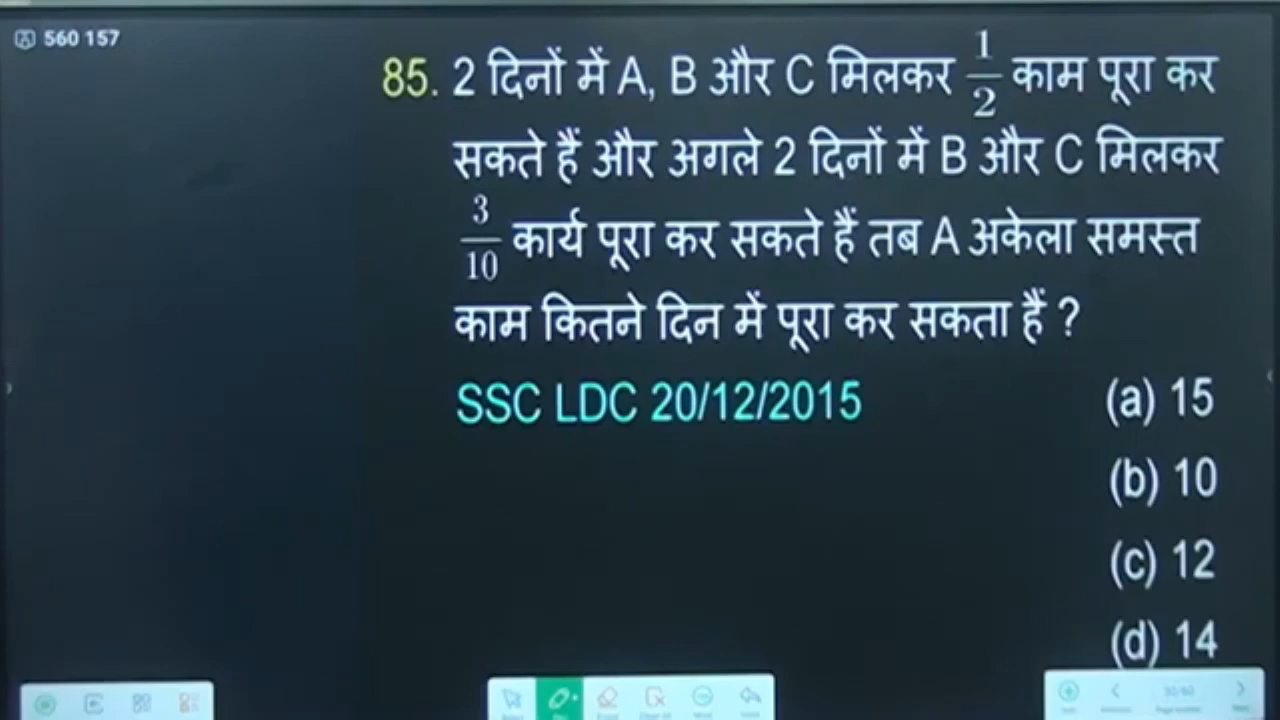 560 157
85. 2 दिनों में A, B और C मिलकर 1/2 काम पूरा कर
सकते हैं और अगले 2 दिनों में B और C मिलकर
3/10 कार्य पूरा कर सकते हैं तब A अकेला समस्त
काम कितने दिन में पूरा कर सकता हैं ?
SSC LDC 20/12/2015
(a) 15
(b) 10
(c) 12
(d) 14